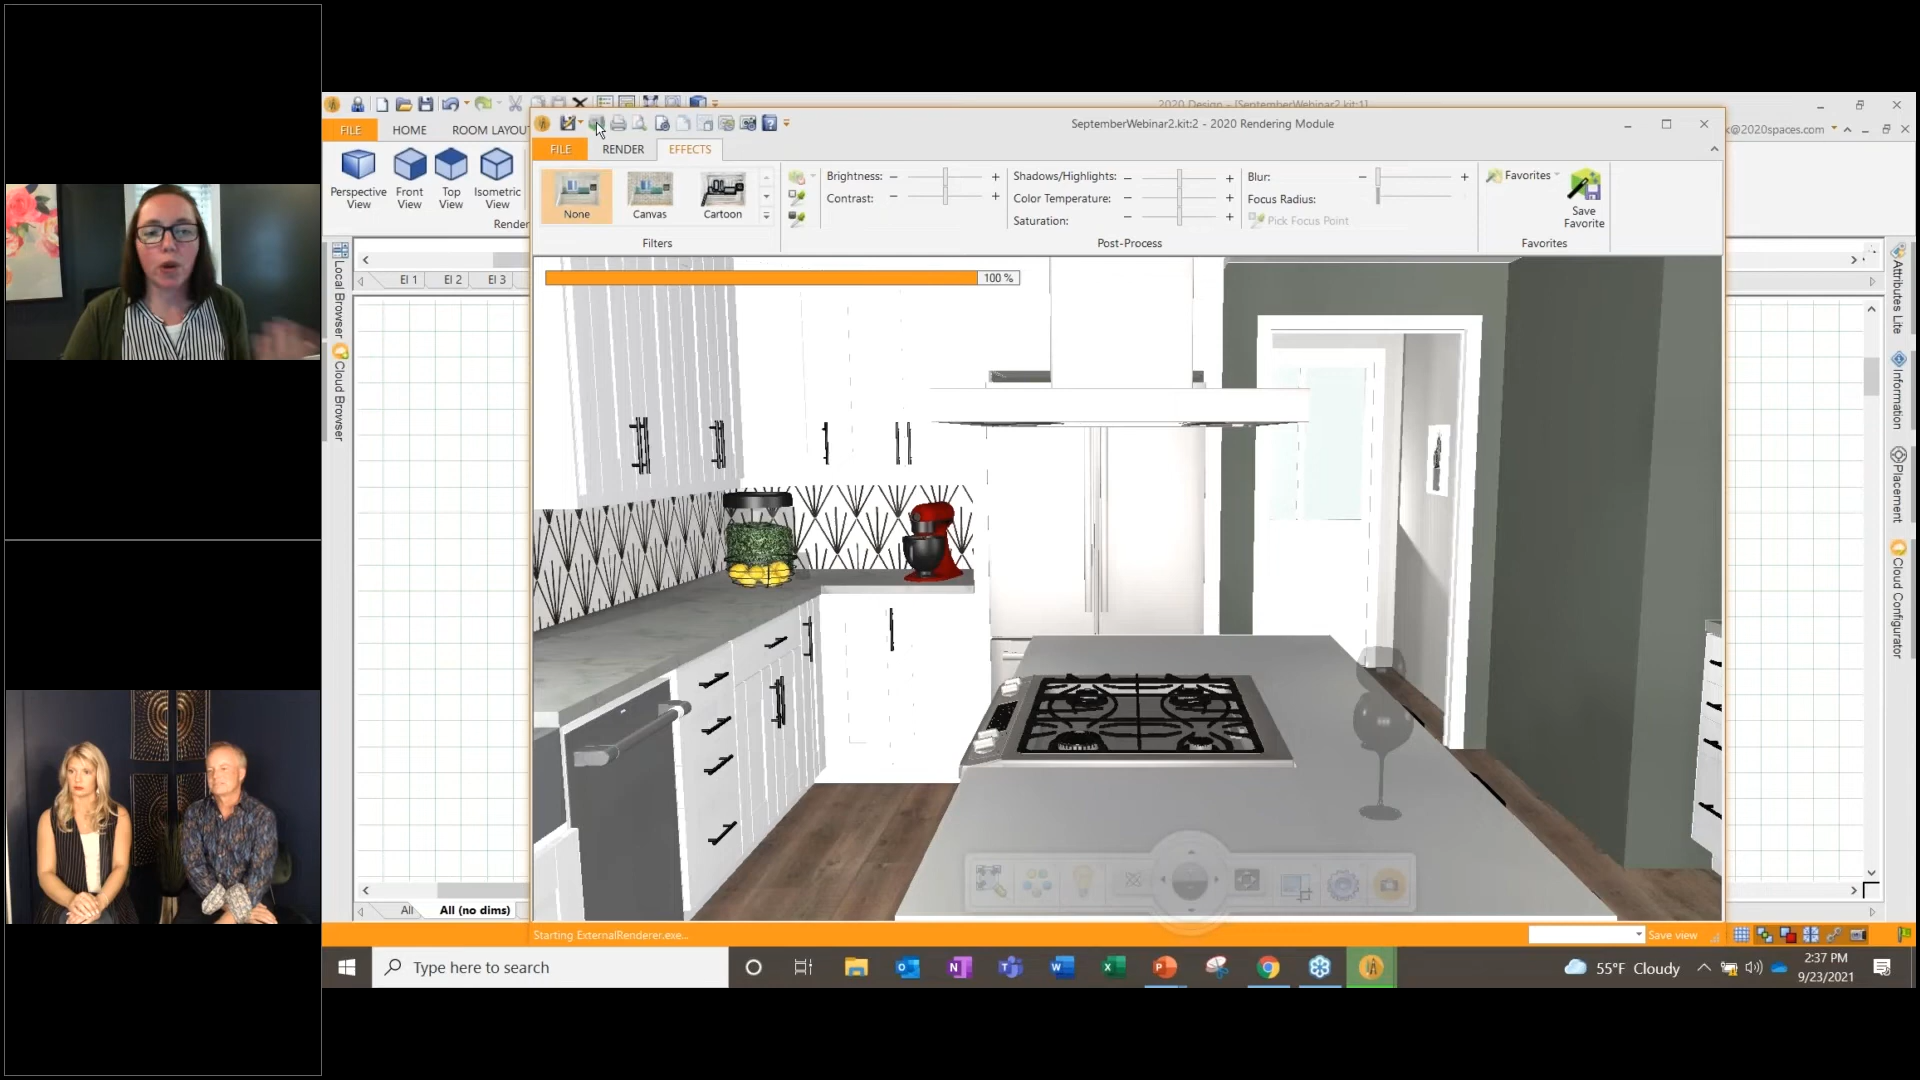 2020 Design - [SeptemberWebinar2.kit:1]
SeptemberWebinar2.kit:2 - 2020 Rendering Module
FILE HOME ROOM LAYOU
k@2020spaces.com
FILE RENDER EFFECTS
Perspective View
Front View
Top View
Isometric View
Render
None
Canvas
Cartoon
Filters
Brightness:
Contrast:
Shadows/Highlights:
Color Temperature:
Saturation:
Blur:
Focus Radius:
Pick Focus Point
Post-Process
Favorites
Save Favorite
Favorites
El 1 El 2 El 3
100 %
Local Browser
Cloud Browser
Attributes Lite
Information
Placement
Cloud Configurator
All All (no dims)
Starting ExternalRenderer.exe...
Save view
Type here to search
55°F Cloudy
2:37 PM
9/23/2021